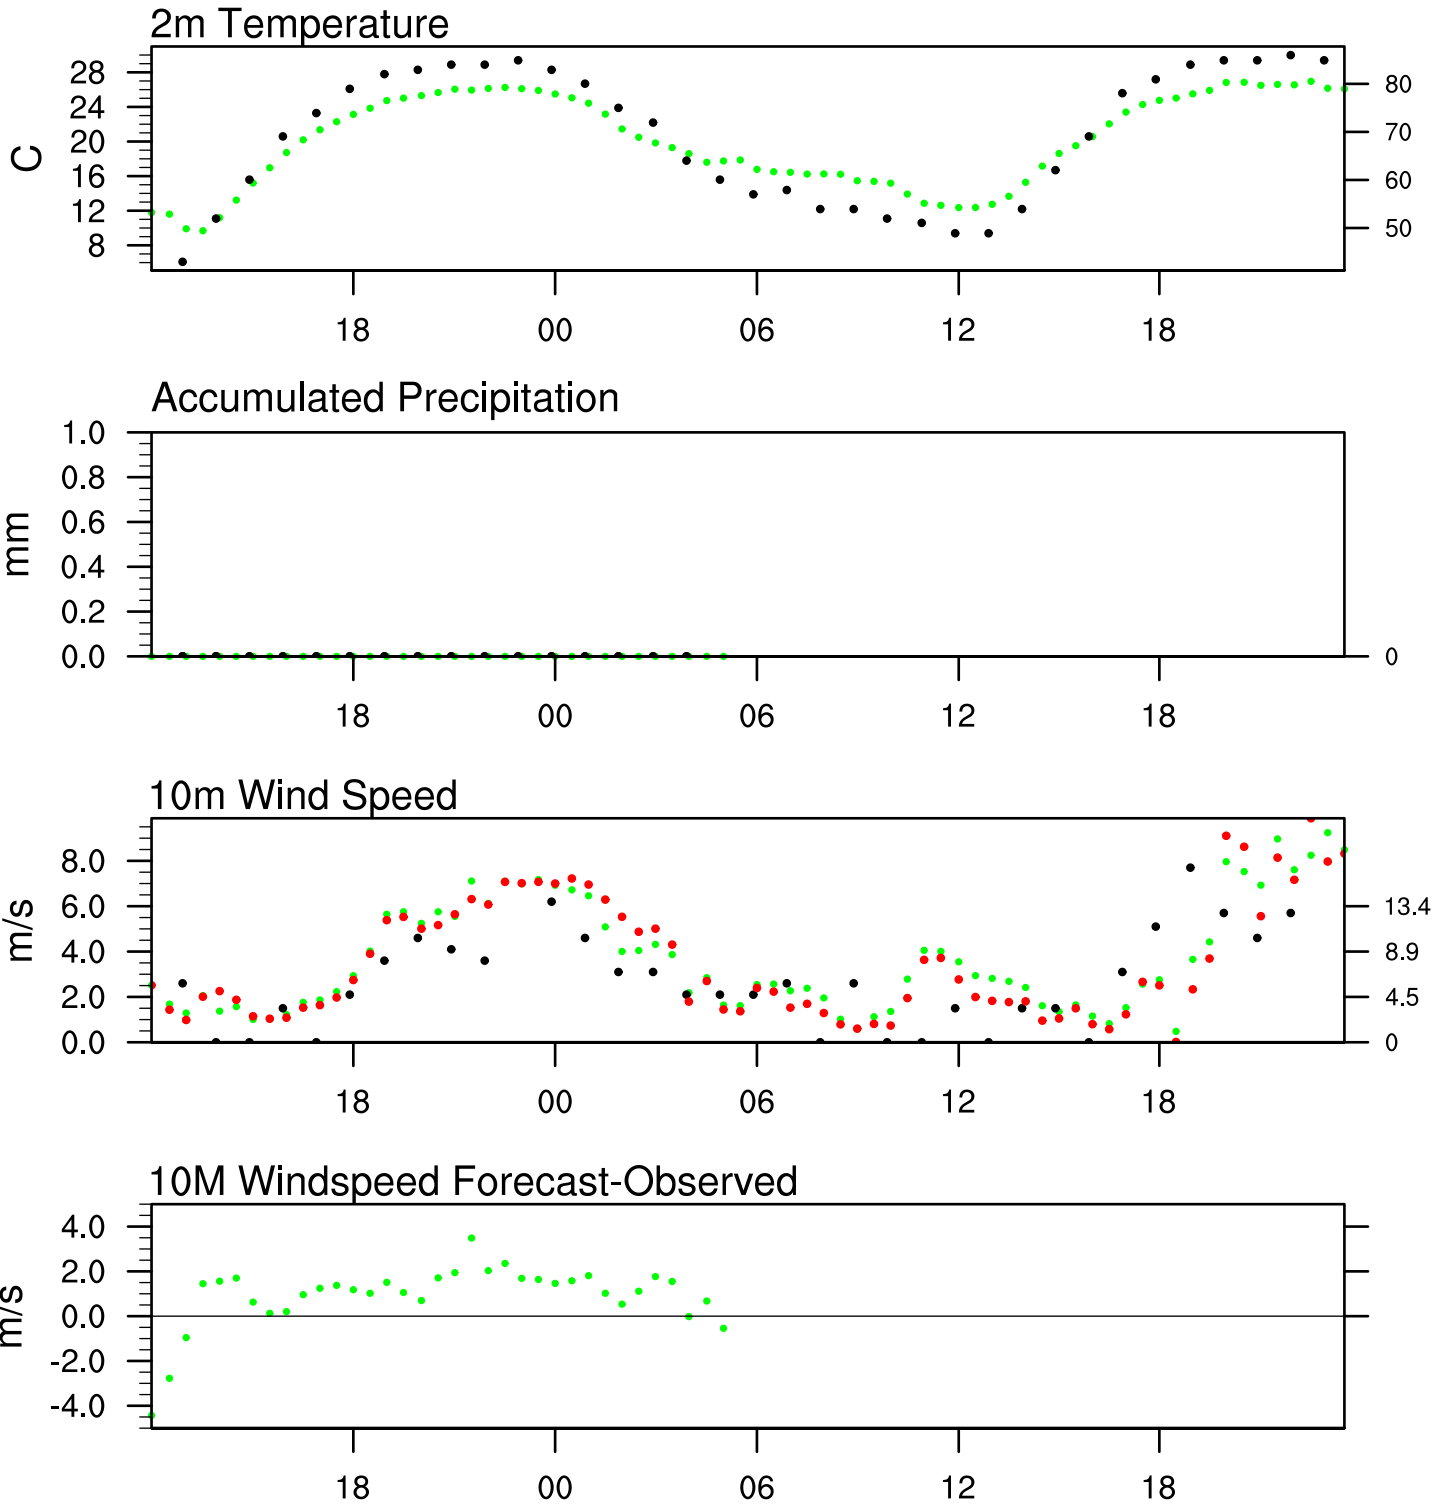 2m Temperature
28
24
20
16
12
8
C
80
70
60
50
18 00 06 12 18
Accumulated Precipitation
1.0
0.8
0.6
0.4
0.2
0.0
mm
0
18 00 06 12 18
10m Wind Speed
8.0
6.0
4.0
2.0
0.0
m/s
13.4
8.9
4.5
0
18 00 06 12 18
10M Windspeed Forecast-Observed
4.0
2.0
0.0
-2.0
-4.0
m/s
18 00 06 12 18